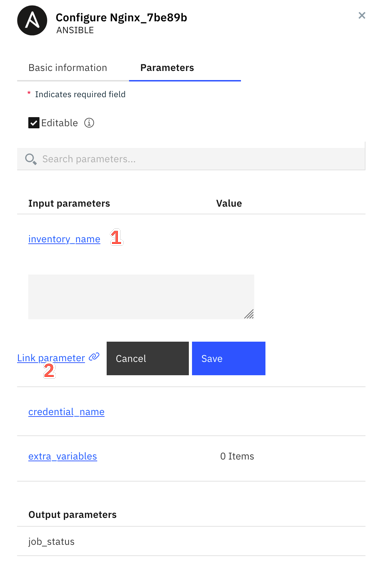 Configure Nginx_7be89b
ANSIBLE
Basic information Parameters
* Indicates required field
Editable
Search parameters...
Input parameters Value
inventory_name 1
Link parameter Cancel Save
2
credential_name
extra_variables 0 Items
Output parameters
job_status